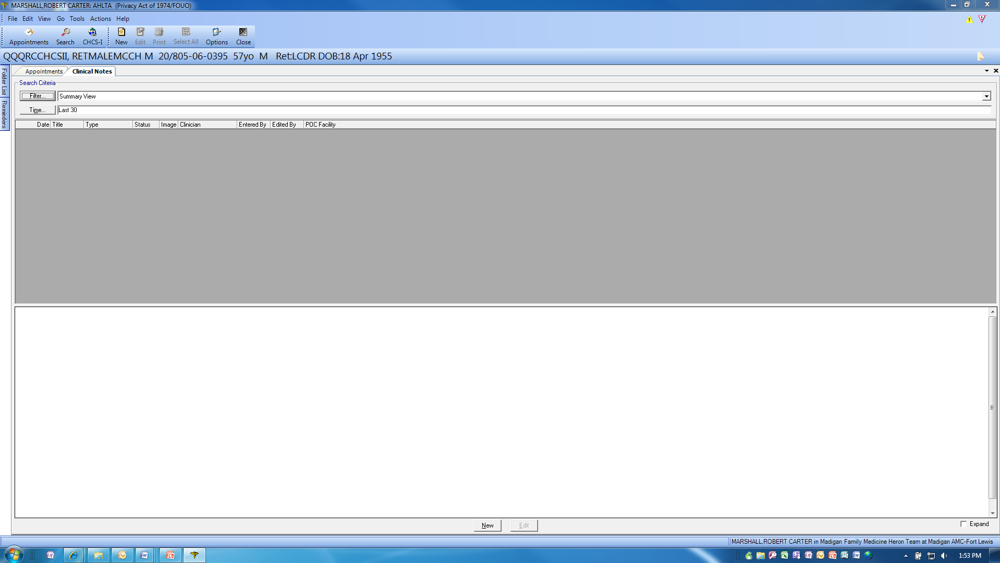 MARSHALL,ROBERT CARTER: AHLTA (Privacy Act of 1974/FOUO)
File Edit View Go Tools Actions Help
Appointments Search CHCS-I New Edit Print Select All Options Close
QQQRCCHCSII, RETMALEMCCH M 20/805-06-0395 57yo M Ret:LCDR DOB:18 Apr 1955
Folder List
Reminders
Appointments Clinical Notes
Search Criteria
Filter... Summary View
Time... Last 30
Date Title Type Status Image Clinician Entered By Edited By POC Facility
New Edit Expand
MARSHALL,ROBERT CARTER in Madigan Family Medicine Heron Team at Madigan AMC-Fort Lewis
1:53 PM